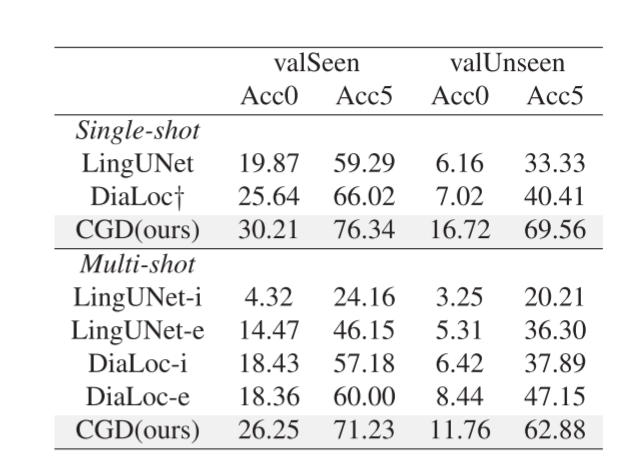 valSeen valUnseen
Acc0 Acc5 Acc0 Acc5
Single-shot
LingUNet 19.87 59.29 6.16 33.33
DiaLoc† 25.64 66.02 7.02 40.41
CGD(ours) 30.21 76.34 16.72 69.56
Multi-shot
LingUNet-i 4.32 24.16 3.25 20.21
LingUNet-e 14.47 46.15 5.31 36.30
DiaLoc-i 18.43 57.18 6.42 37.89
DiaLoc-e 18.36 60.00 8.44 47.15
CGD(ours) 26.25 71.23 11.76 62.88